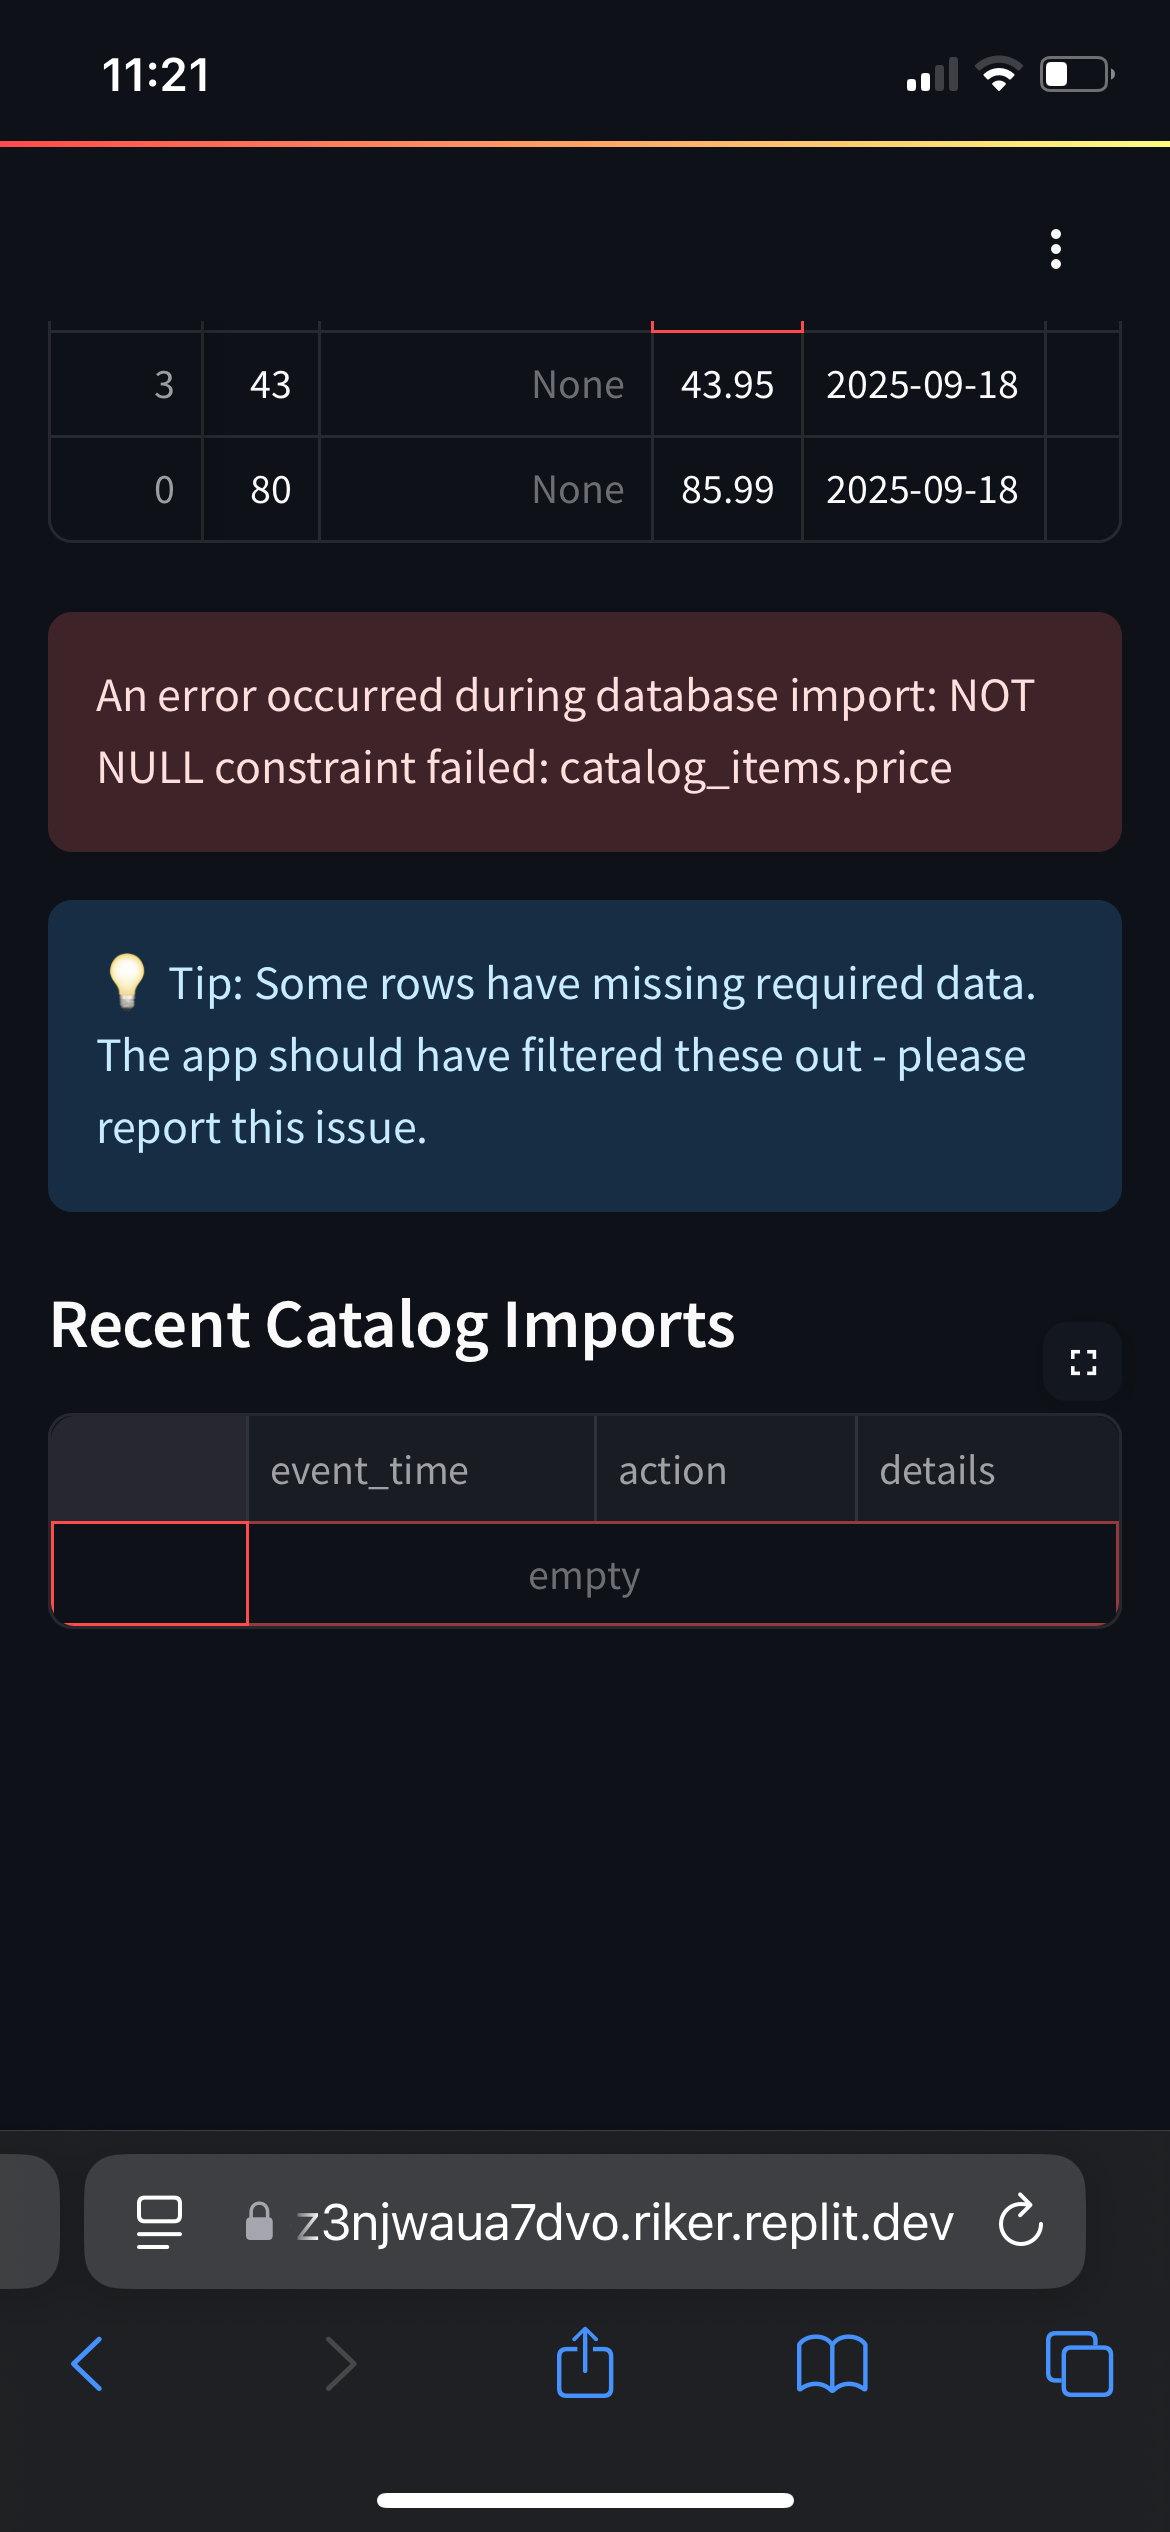 11:21
3 43 None 43.95 2025-09-18
0 80 None 85.99 2025-09-18
An error occurred during database import: NOT
NULL constraint failed: catalog_items.price
💡 Tip: Some rows have missing required data.
The app should have filtered these out - please
report this issue.
Recent Catalog Imports
event_time action details
empty
z3njwaua7dvo.riker.replit.dev